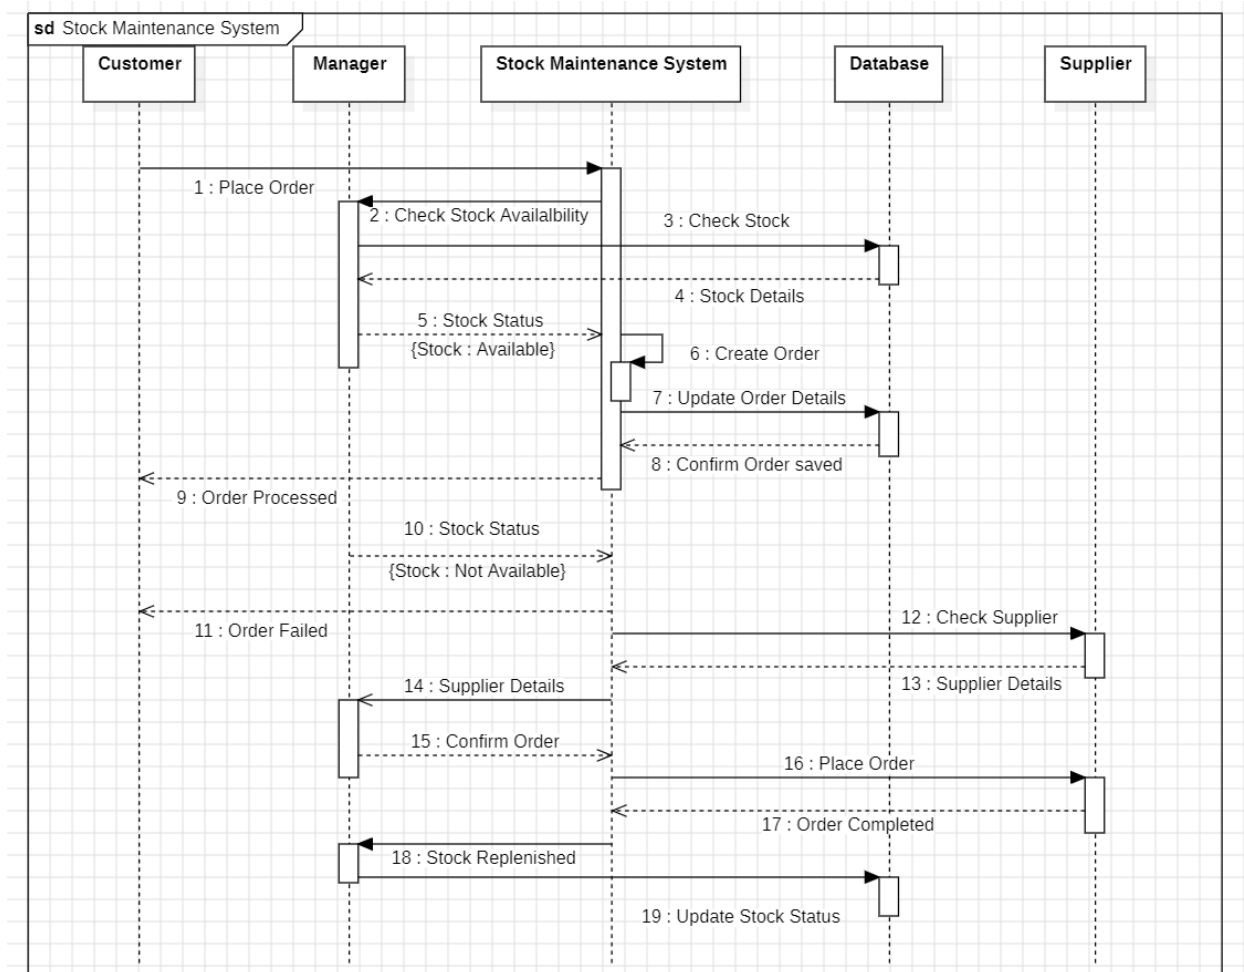 sd Stock Maintenance System
Customer
Manager
Stock Maintenance System
Database
Supplier
1 : Place Order
2 : Check Stock Availalbility
3 : Check Stock
4 : Stock Details
5 : Stock Status
{Stock : Available}
6 : Create Order
7 : Update Order Details
8 : Confirm Order saved
9 : Order Processed
10 : Stock Status
{Stock : Not Available}
11 : Order Failed
12 : Check Supplier
13 : Supplier Details
14 : Supplier Details
15 : Confirm Order
16 : Place Order
17 : Order Completed
18 : Stock Replenished
19 : Update Stock Status